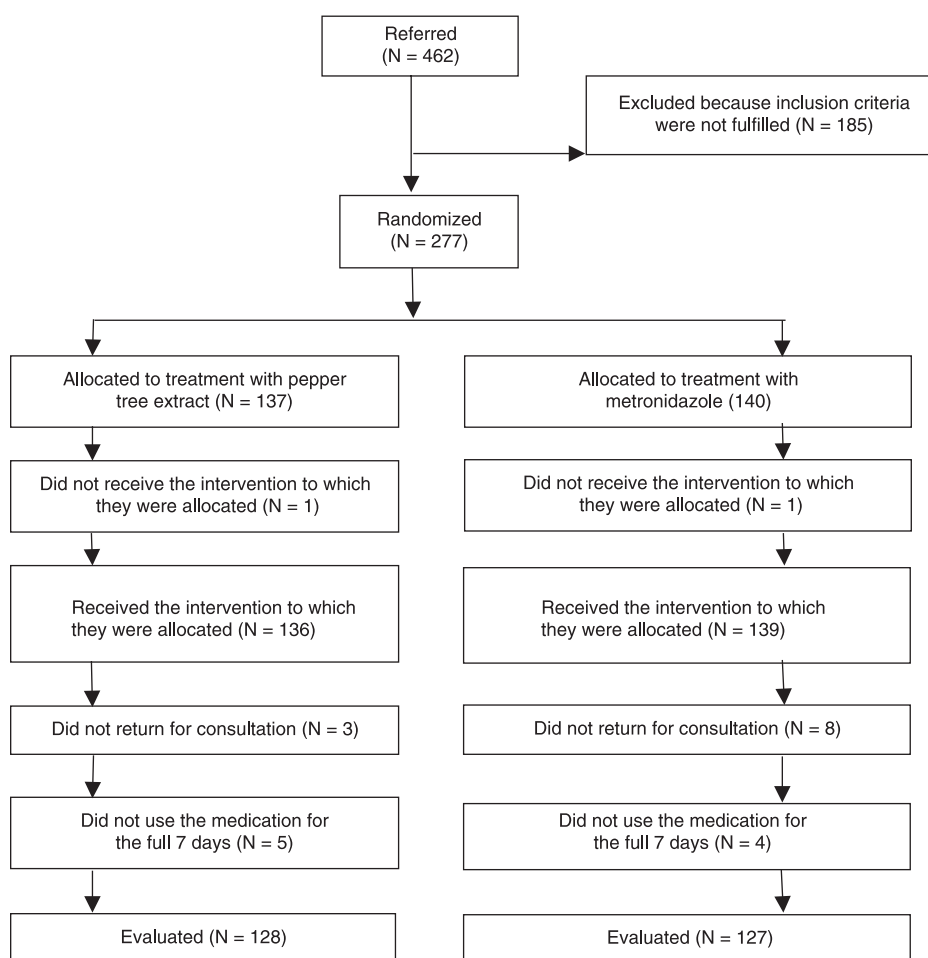 Referred
(N = 462)
Excluded because inclusion criteria
were not fulfilled (N = 185)
Randomized
(N = 277)
Allocated to treatment with pepper
tree extract (N = 137)
Allocated to treatment with
metronidazole (140)
Did not receive the intervention to which
they were allocated (N = 1)
Did not receive the intervention to which
they were allocated (N = 1)
Received the intervention to which
they were allocated (N = 136)
Received the intervention to which
they were allocated (N = 139)
Did not return for consultation (N = 3)
Did not return for consultation (N = 8)
Did not use the medication for
the full 7 days (N = 5)
Did not use the medication for
the full 7 days (N = 4)
Evaluated (N = 128)
Evaluated (N = 127)